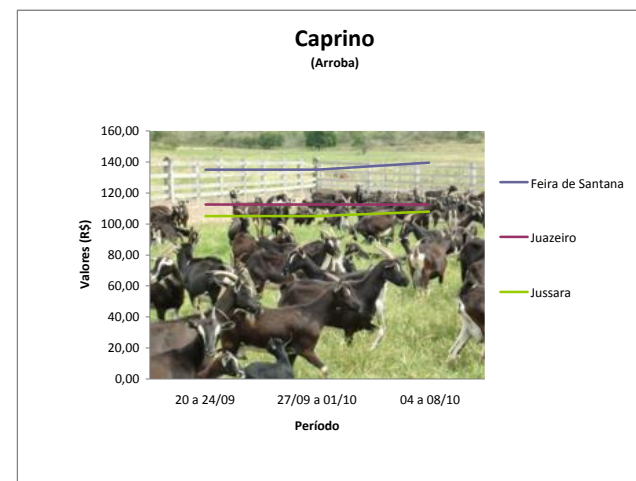 Caprino
(Arroba)
160,00
140,00
120,00
100,00
80,00
60,00
40,00
20,00
0,00
Valores (R$)
20 a 24/09
27/09 a 01/10
04 a 08/10
Período
Feira de Santana
Juazeiro
Jussara